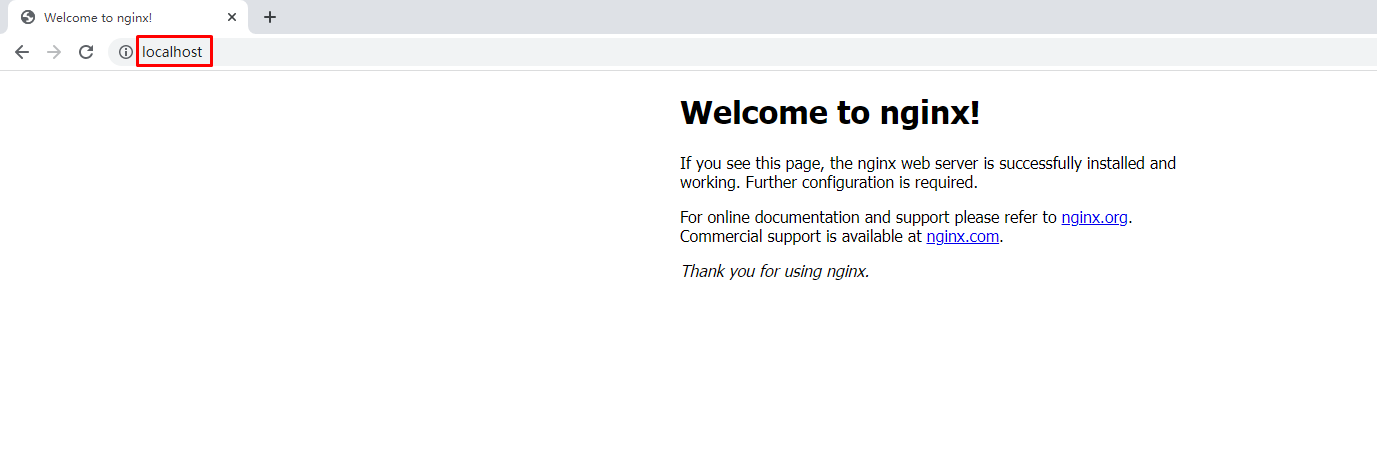 Welcome to nginx!
localhost
Welcome to nginx!
If you see this page, the nginx web server is successfully installed and
working. Further configuration is required.
For online documentation and support please refer to nginx.org.
Commercial support is available at nginx.com.
Thank you for using nginx.